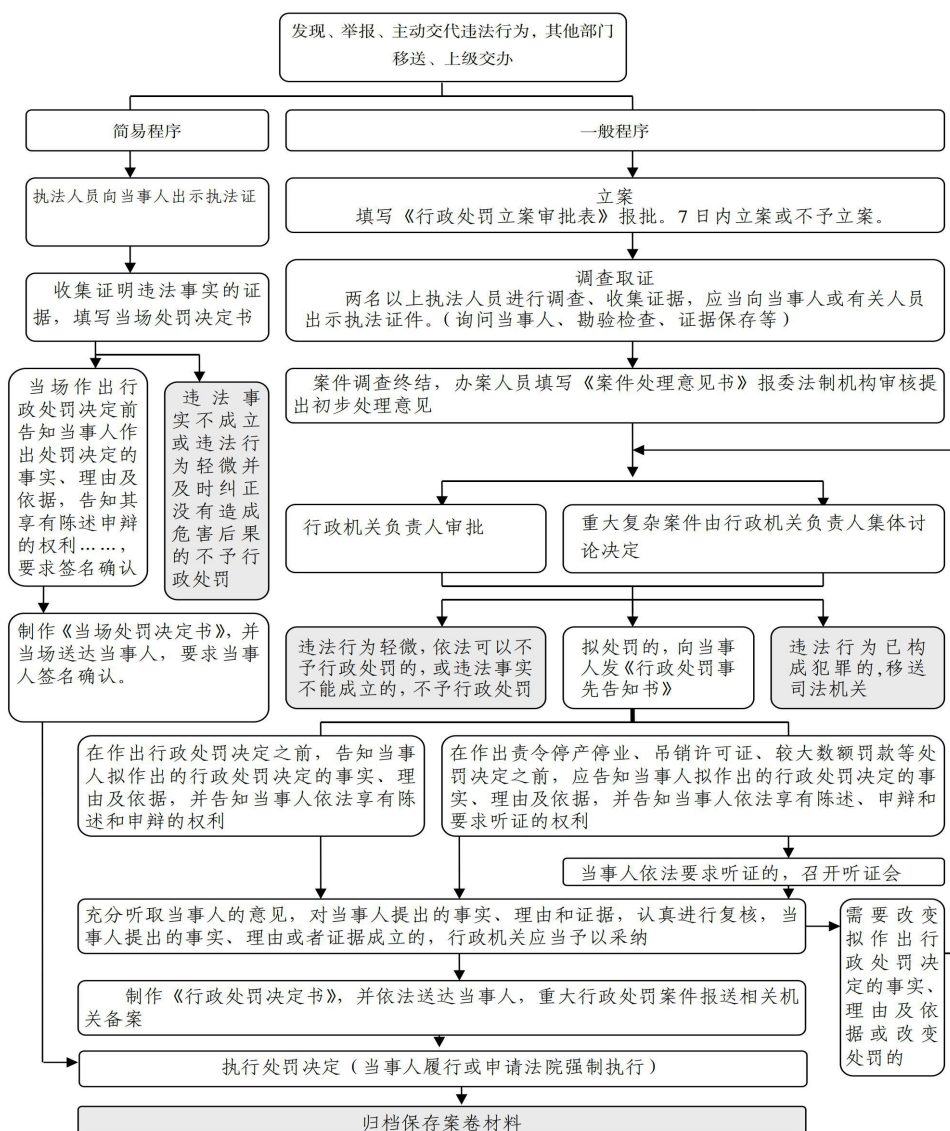 发现、举报、主动交代违法行为，其他部门
移送、上级交办
简易程序
一般程序
执法人员向当事人出示执法证
立案
填写《行政处罚立案审批表》报批。7 日内立案或不予立案。
收集证明违法事实的证
据，填写当场处罚决定书
调查取证
两名以上执法人员进行调查、收集证据，应当向当事人或有关人员
出示执法证件。（询问当事人、勘验检查、证据保存等）
当场作出行
政处罚决定前
告知当事人作
出处罚决定的
事实、理由及
依据，告知其
享有陈述申辩
的权利……，
要求签名确认
违法事
实不成立
或违法行
为轻微并
及时纠正
没有造成
危害后果
的不予行
政处罚
案件调查终结，办案人员填写《案件处理意见书》报委法制机构审核提
出初步处理意见
行政机关负责人审批
重大复杂案件由行政机关负责人集体讨
论决定
制作《当场处罚决定书》，并
当场送达当事人，要求当事
人签名确认。
违法行为轻微，依法可以不
予行政处罚的，或违法事实
不能成立的，不予行政处罚
拟处罚的，向当事
人发《行政处罚事
先告知书》
违法行为已构
成犯罪的，移送
司法机关
在作出行政处罚决定之前，告知当事
人拟作出的行政处罚决定的事实、理
由及依据，并告知当事人依法享有陈
述和申辩的权利
在作出责令停产停业、吊销许可证、较大数额罚款等处
罚决定之前，应告知当事人拟作出的行政处罚决定的事
实、理由及依据，并告知当事人依法享有陈述、申辩和
要求听证的权利
当事人依法要求听证的，召开听证会
充分听取当事人的意见，对当事人提出的事实、理由和证据，认真进行复核，当
事人提出的事实、理由或者证据成立的，行政机关应当予以采纳
需要改变
拟作出行
政处罚决
定的事实、
理由及依
据或改变
处罚的
制作《行政处罚决定书》，并依法送达当事人，重大行政处罚案件报送相关机
关备案
执行处罚决定（当事人履行或申请法院强制执行）
归档保存案卷材料